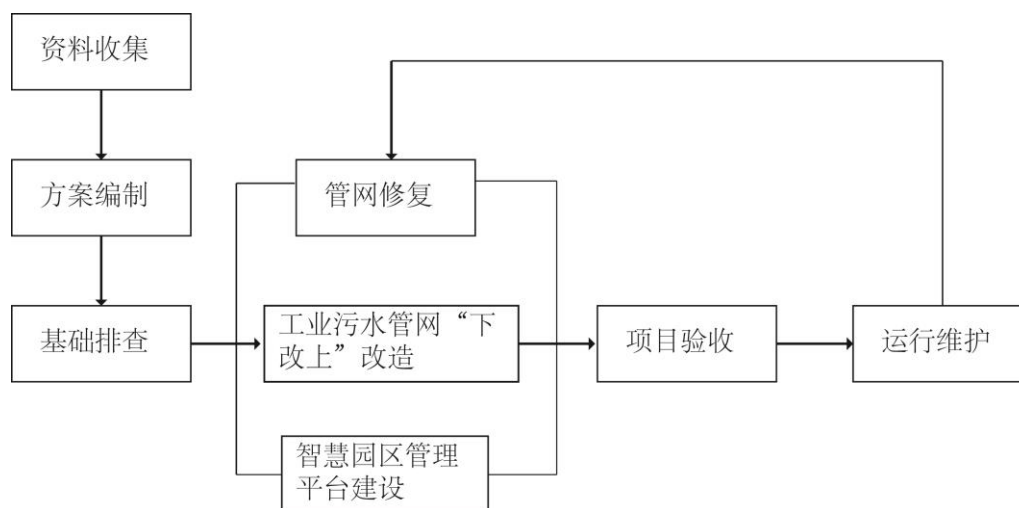 资料收集
方案编制
管网修复
基础排查
工业污水管网“下
改上”改造
项目验收
运行维护
智慧园区管理
平台建设